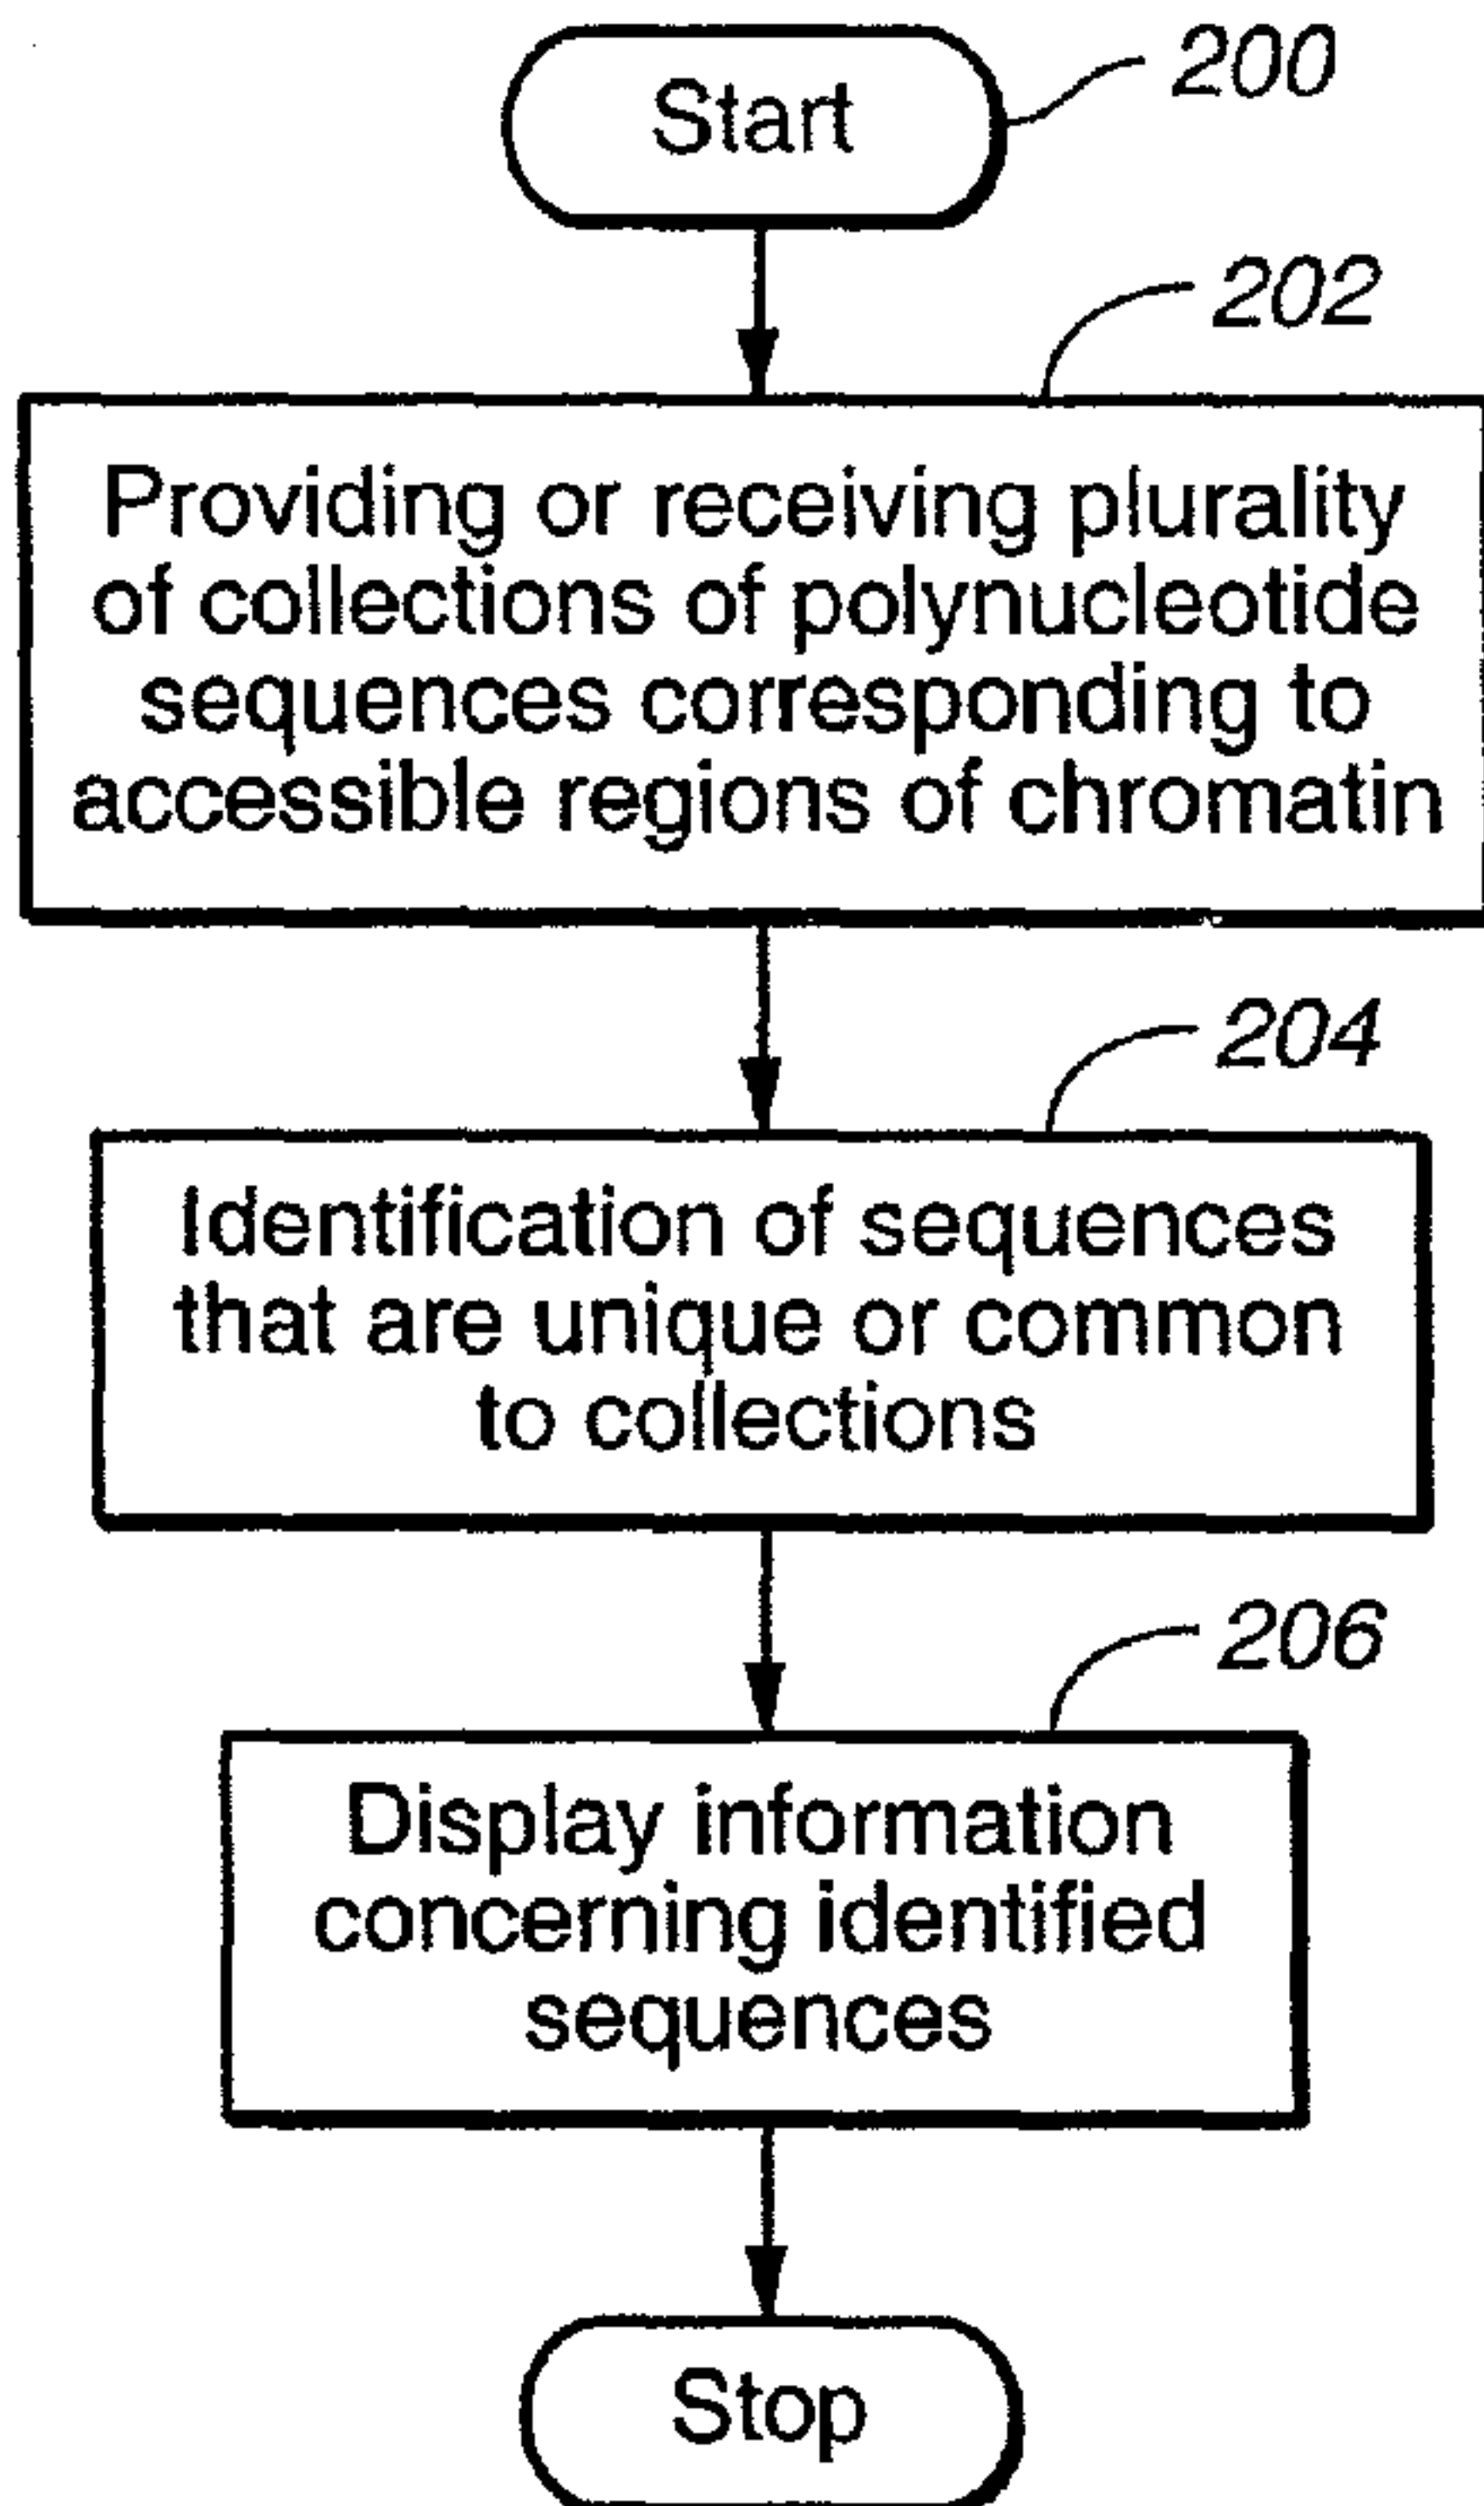 Start
200
202
Providing or receiving plurality
of collections of polynucleotide
sequences corresponding to
accessible regions of chromatin
204
Identification of sequences
that are unique or common
to collections
206
Display information
concerning identified
sequences
Stop